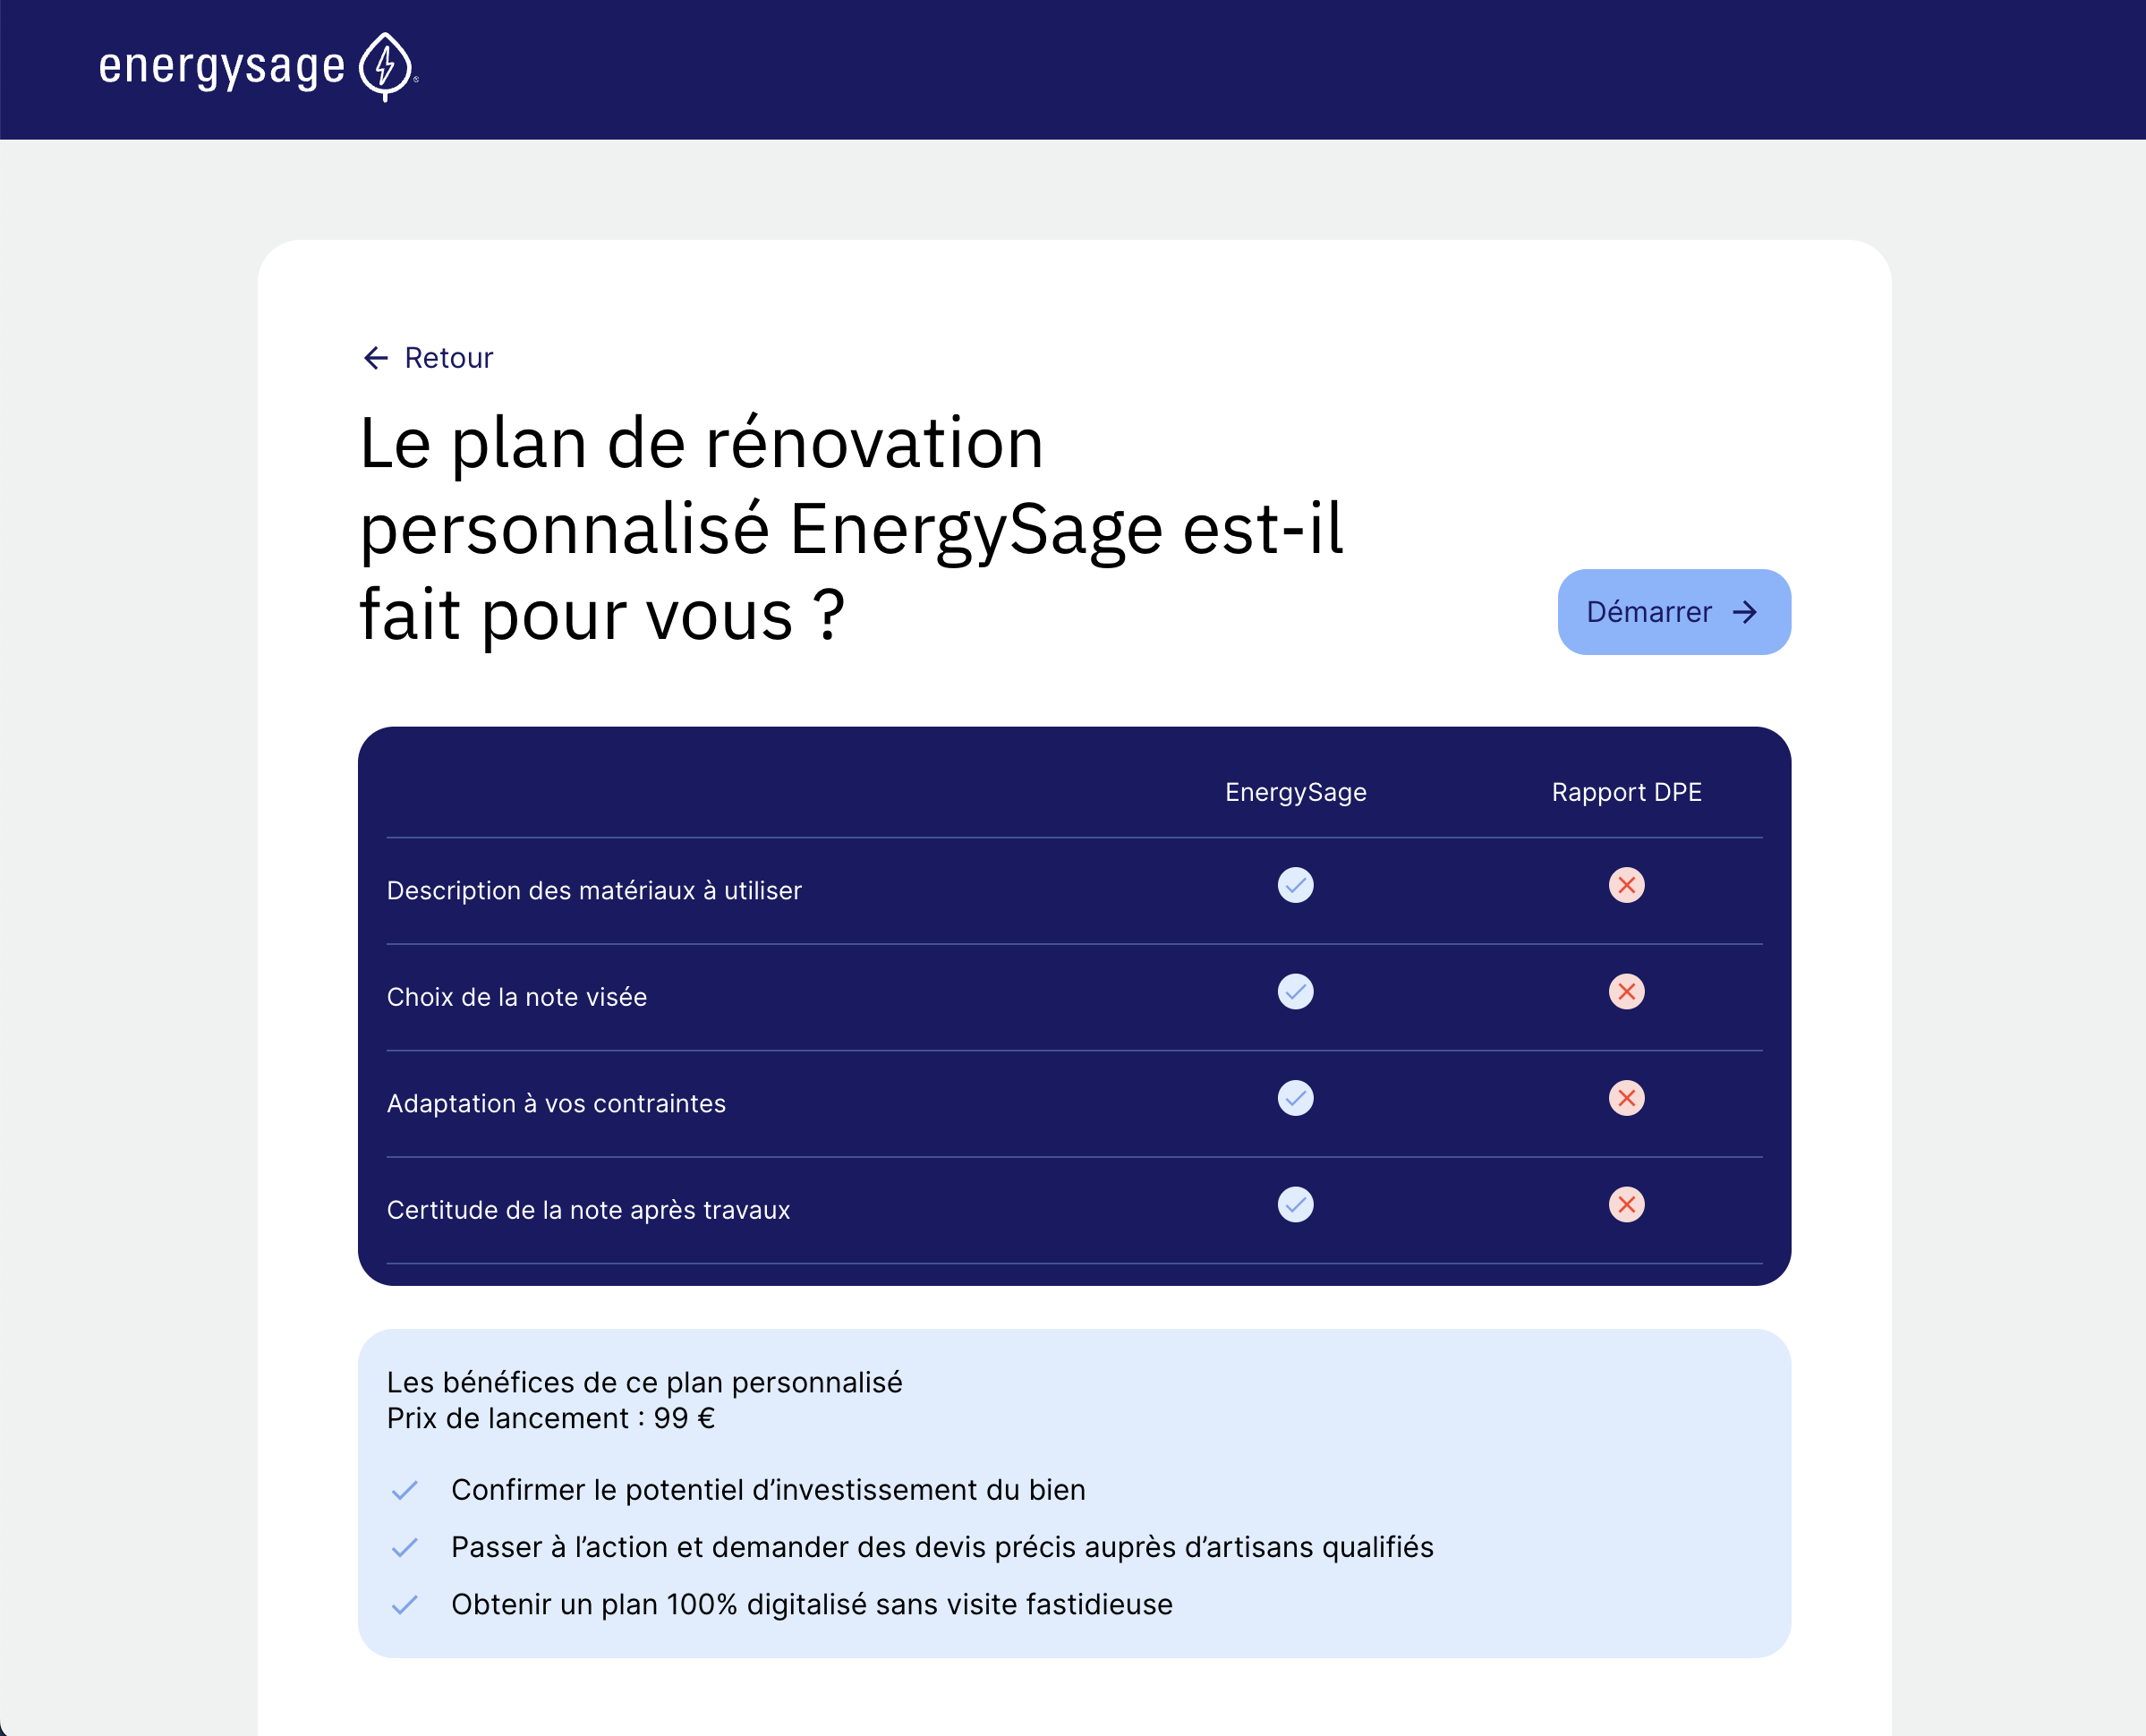 energysage
Retour
Le plan de rénovation
personnalisé EnergySage est-il
fait pour vous ?
Démarrer
EnergySage Rapport DPE
Description des matériaux à utiliser
Choix de la note visée
Adaptation à vos contraintes
Certitude de la note après travaux
Les bénéfices de ce plan personnalisé
Prix de lancement : 99 €
Confirmer le potentiel d’investissement du bien
Passer à l’action et demander des devis précis auprès d’artisans qualifiés
Obtenir un plan 100% digitalisé sans visite fastidieuse